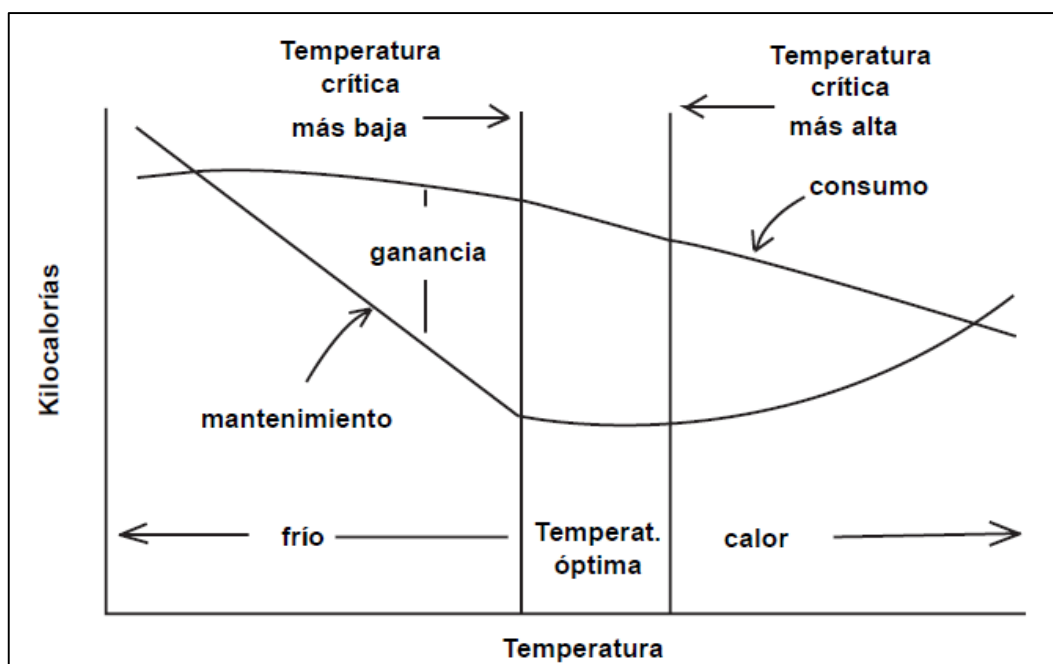 Temperatura
crítica
más baja
Temperatura
crítica
más alta
consumo
ganancia
Kilocalorías
mantenimiento
frío
Temperat.
óptima
calor
Temperatura